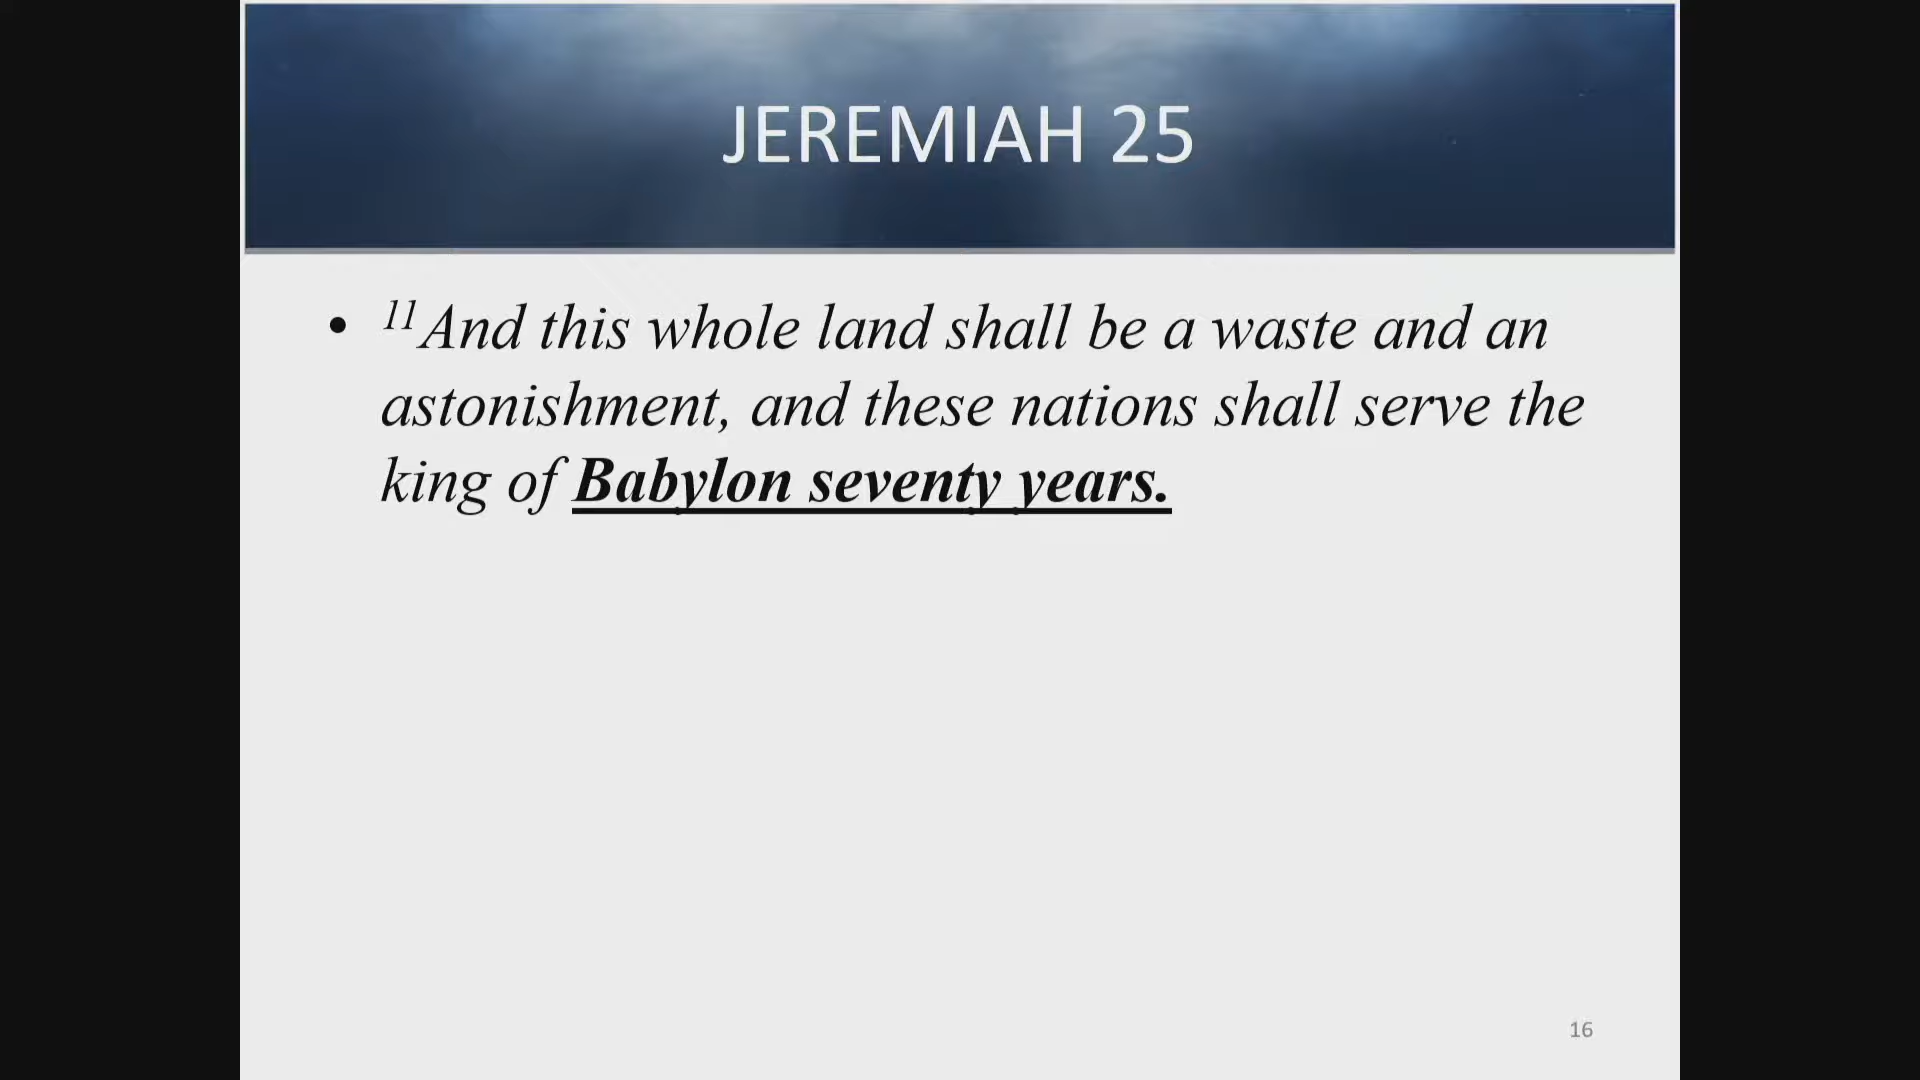 JEREMIAH 25
• 11And this whole land shall be a waste and an
astonishment, and these nations shall serve the
king of Babylon seventy years.
16